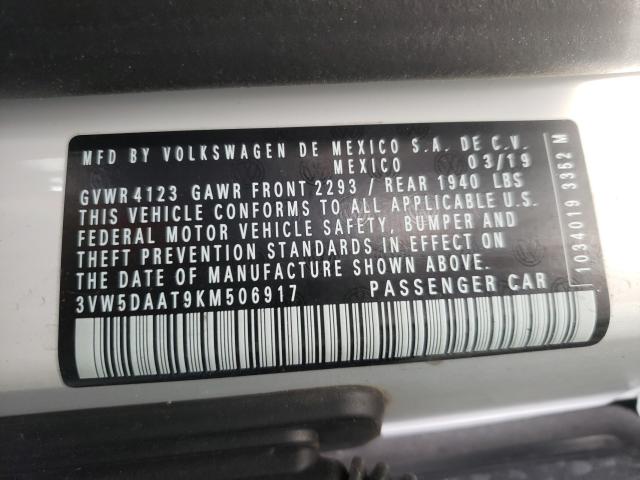 MFD BY VOLKSWAGEN DE MEXICO S.A. DE C.V.
MEXICO 03/19
GVWR 4123 GAWR FRONT 2293 / REAR 1940 LBS
THIS VEHICLE CONFORMS TO ALL APPLICABLE U.S.
FEDERAL MOTOR VEHICLE SAFETY, BUMPER AND
THEFT PREVENTION STANDARDS IN EFFECT ON
THE DATE OF MANUFACTURE SHOWN ABOVE.
3VW5DAAT9KM506917 PASSENGER CAR
1034019 3352 M